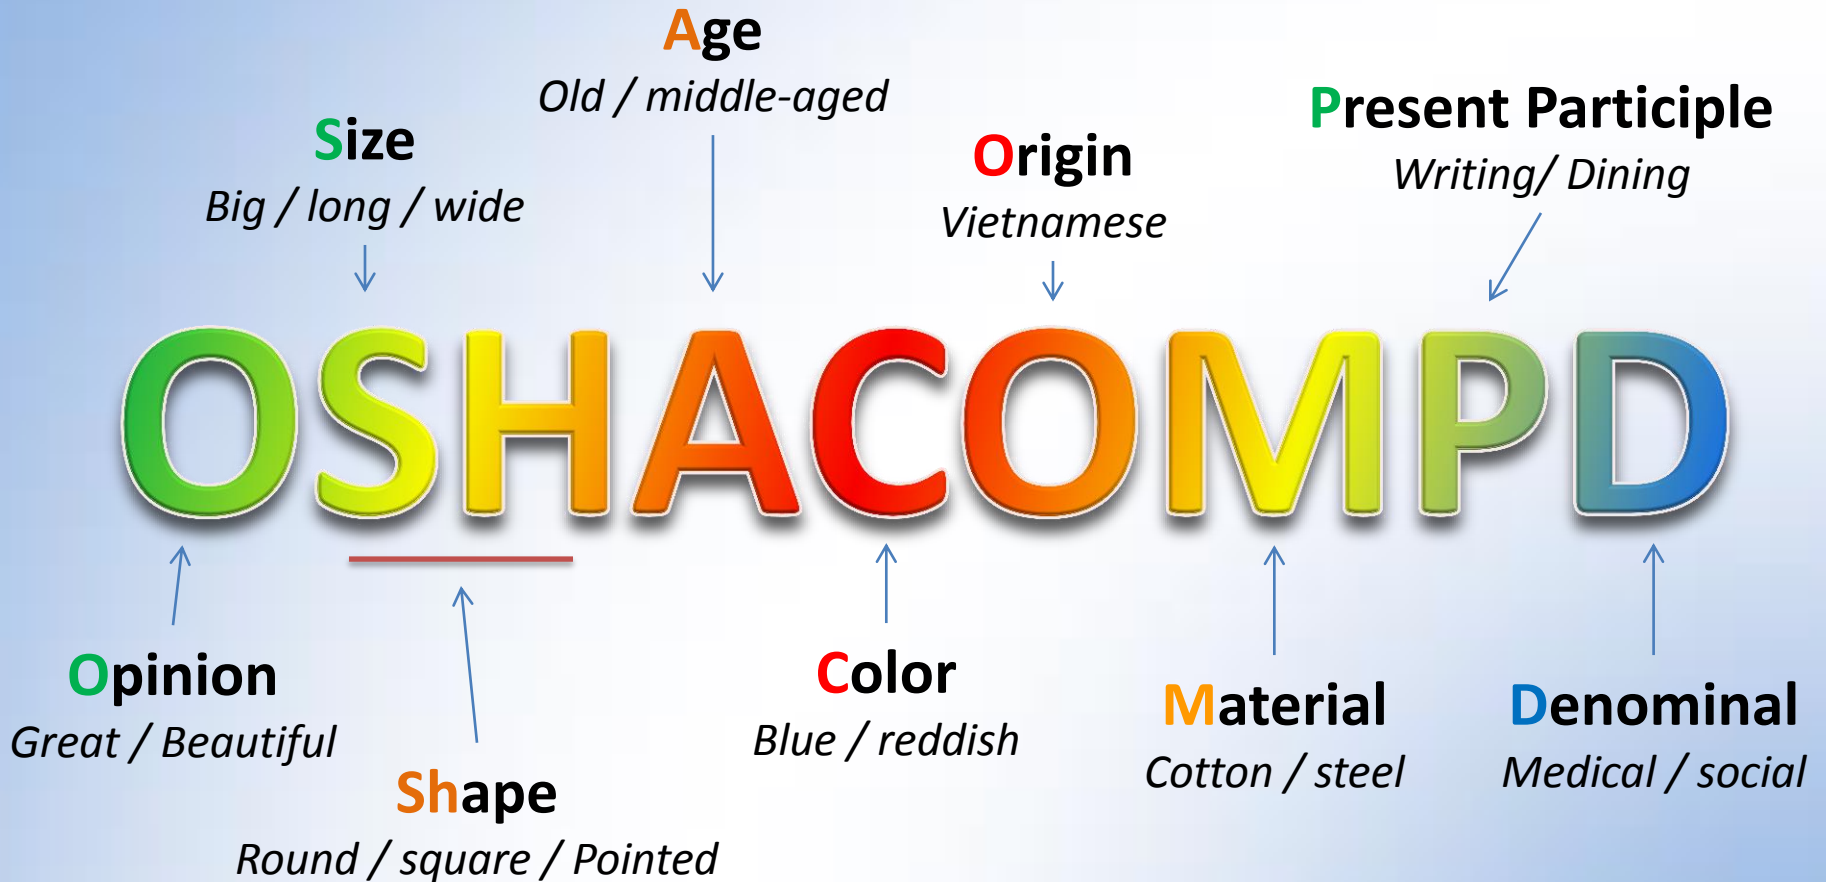 Age
Old / middle-aged
Size
Big / long / wide
Origin
Vietnamese
Present Participle
Writing/ Dining
OSHACOMPD
Opinion
Great / Beautiful
Shape
Round / square / Pointed
Color
Blue / reddish
Material
Cotton / steel
Denominal
Medical / social